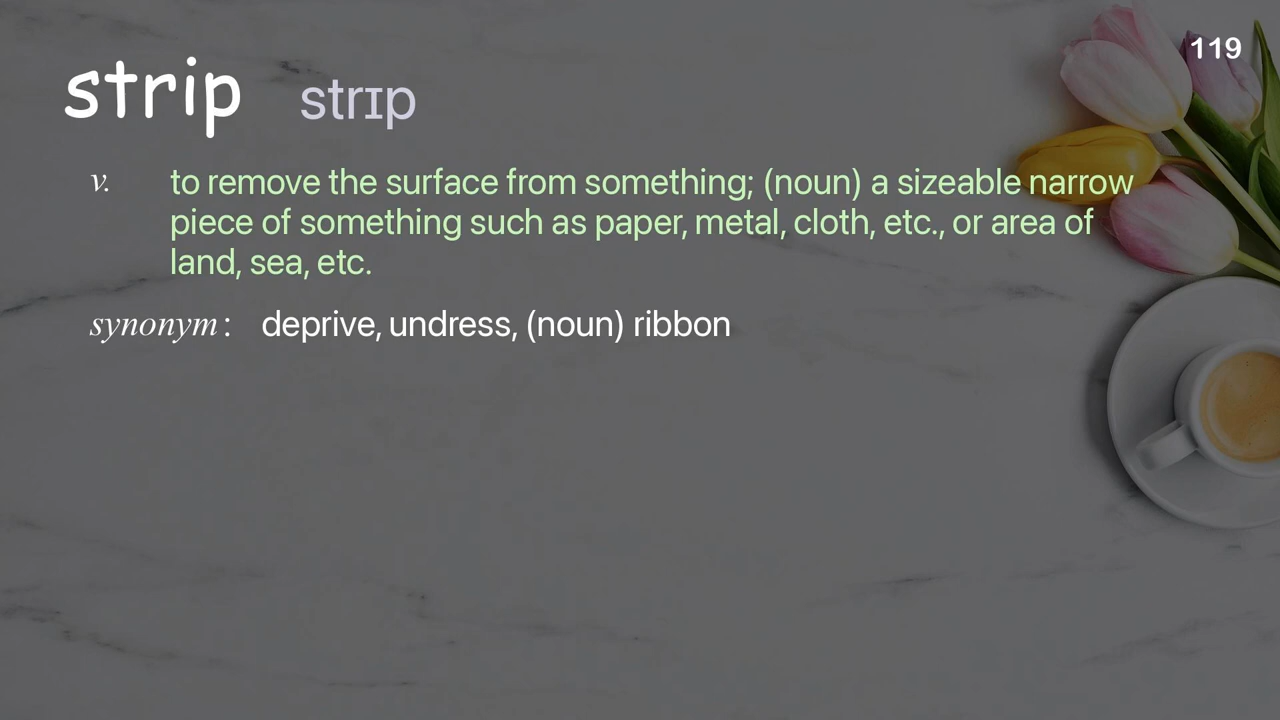 119
strip strɪp
v. to remove the surface from something; (noun) a sizeable narrow
piece of something such as paper, metal, cloth, etc., or area of
land, sea, etc.
synonym: deprive, undress, (noun) ribbon